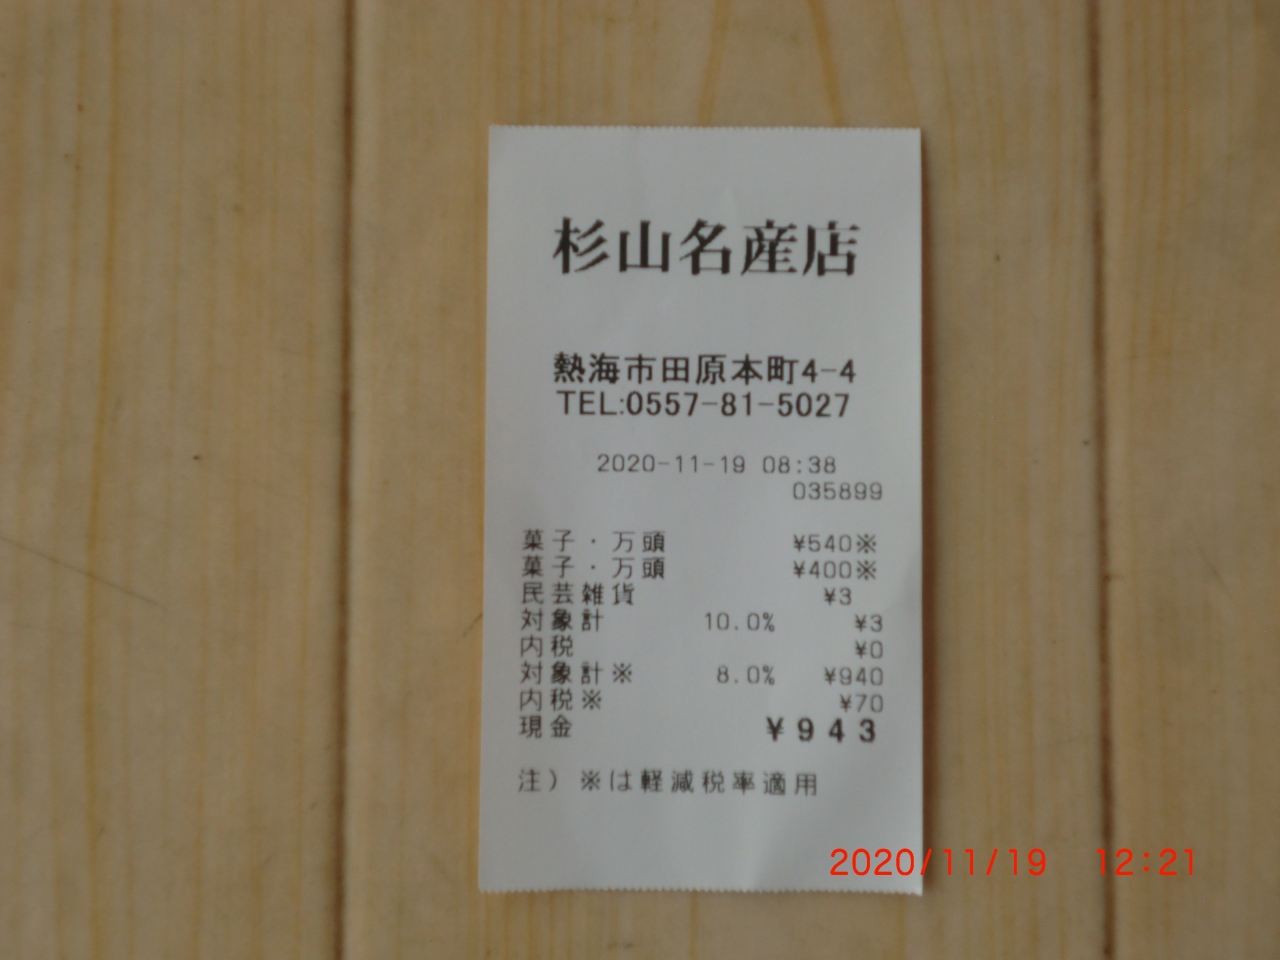 杉山名産店
熱海市田原本町4-4
TEL:0557-81-5027
2020-11-19 08:38
035899
菓子・万頭 ¥540※
菓子・万頭 ¥400※
民芸雑貨 ¥3
対象計 10.0% ¥3
内税 ¥0
対象計※ 8.0% ¥940
内税※ ¥70
現金 ¥943
注）※は軽減税率適用
2020/11/19 12:21